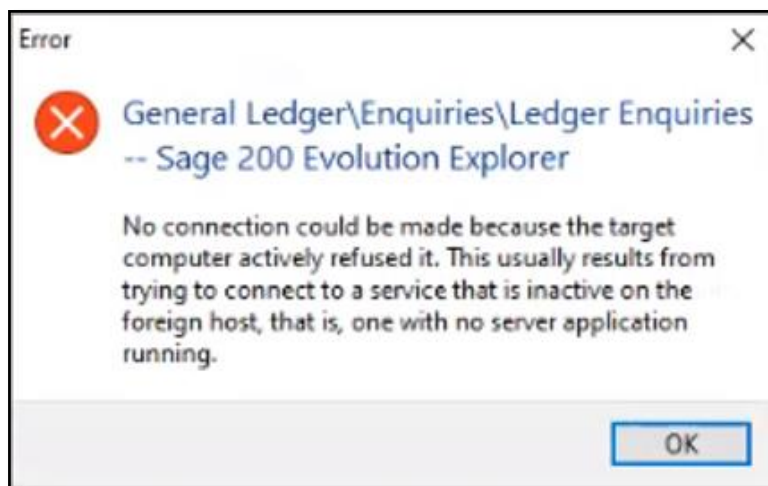 Error
General Ledger\Enquiries\Ledger Enquiries
-- Sage 200 Evolution Explorer
No connection could be made because the target
computer actively refused it. This usually results from
trying to connect to a service that is inactive on the
foreign host, that is, one with no server application
running.
OK